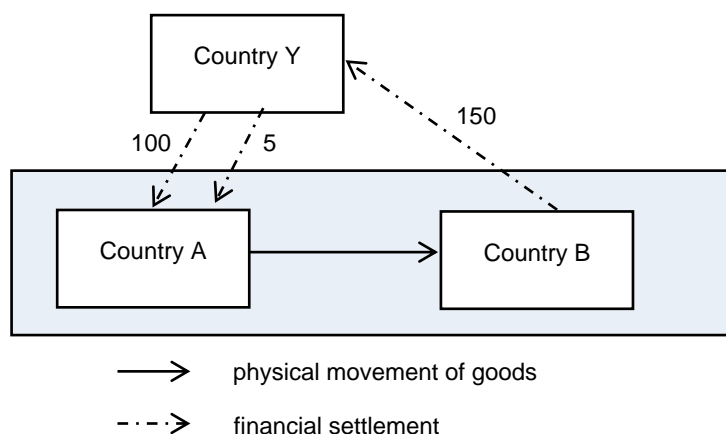 Country Y
150
100
5
Country A
Country B
physical movement of goods
financial settlement